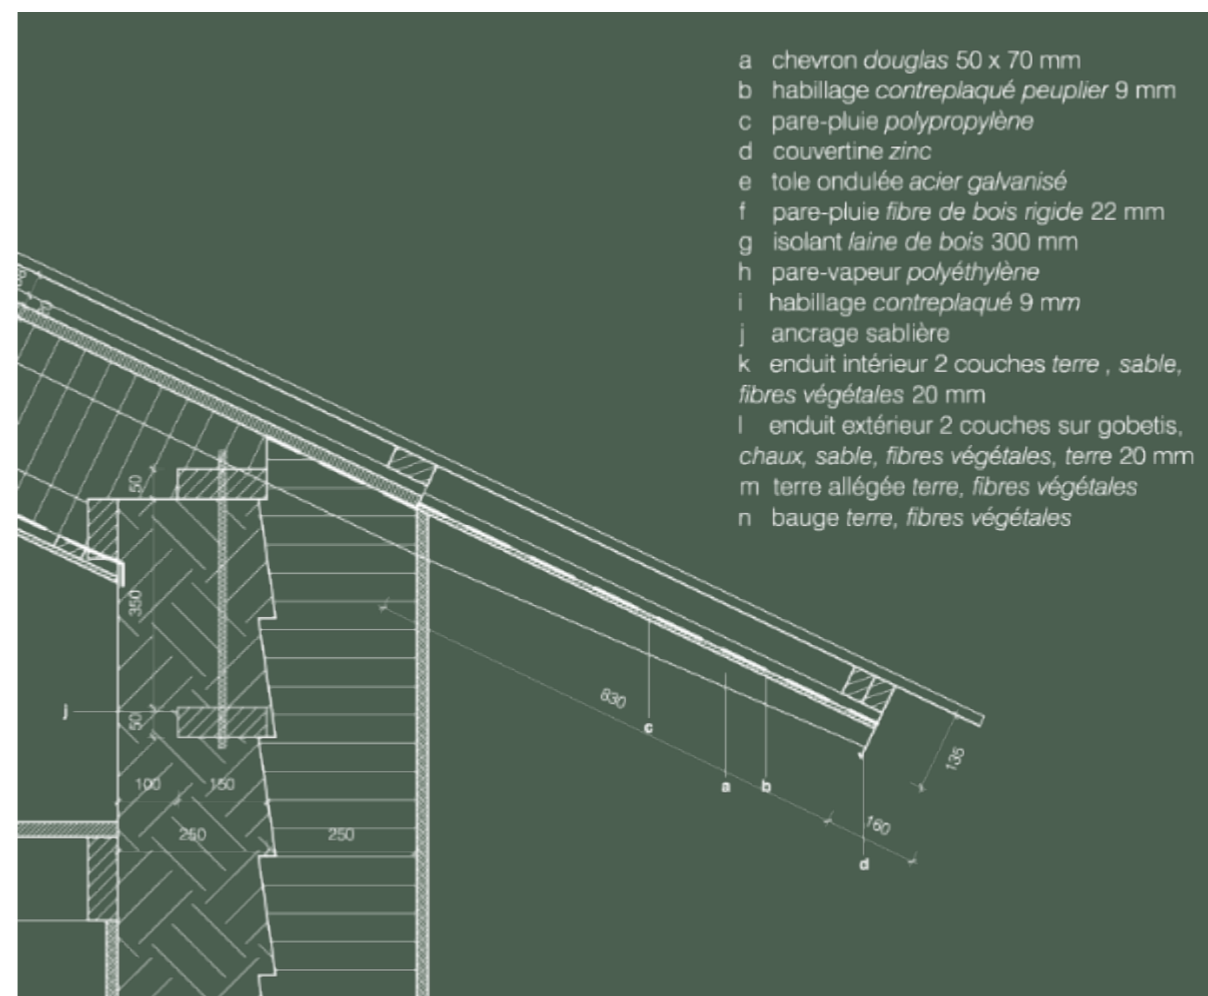 a chevron douglas 50 x 70 mm
b habillage contreplaqué peuplier 9 mm
c pare-pluie polypropylène
d couvertine zinc
e tole ondulée acier galvanisé
f pare-pluie fibre de bois rigide 22 mm
g isolant laine de bois 300 mm
h pare-vapeur polyéthylène
i habillage contreplaqué 9 mm
j ancrage sablière
k enduit intérieur 2 couches terre , sable,
fibres végétales 20 mm
l enduit extérieur 2 couches sur gobetis,
chaux, sable, fibres végétales, terre 20 mm
m terre allégée terre, fibres végétales
n bauge terre, fibres végétales
50
350
830
j
50
c
135
100 150
a b
160
250 250
d